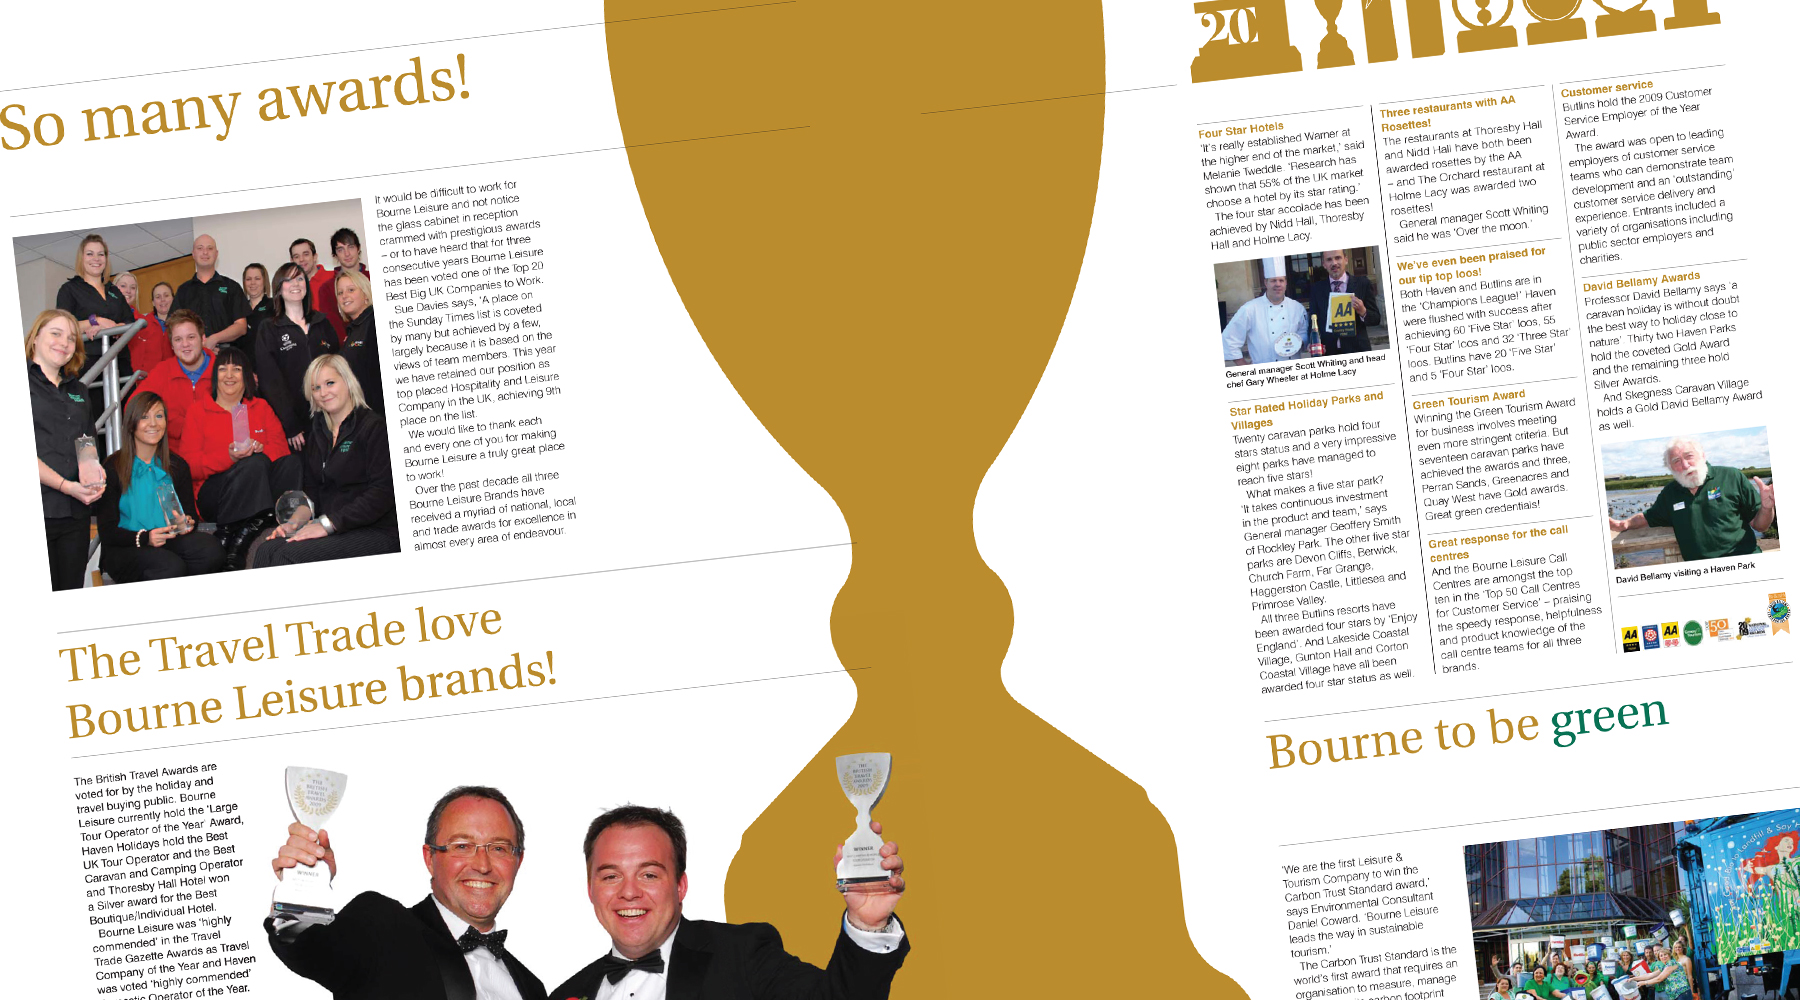 So many awards!
It would be difficult to work for
Bourne Leisure and not notice
the glass cabinet in reception
crammed with prestigious awards
– or to have heard that for three
consecutive years Bourne Leisure
has been voted one of the Top 20
Best Big UK Companies to Work.
Sue Davies says, 'A place on
the Sunday Times list is coveted
by many but achieved by a few,
largely because it is based on the
views of team members. This year
we have retained our position as
top placed Hospitality and Leisure
Company in the UK, achieving 9th
place on the list.
We would like to thank each
and every one of you for making
Bourne Leisure a truly great place
to work!
Over the past decade all three
Bourne Leisure Brands have
received a myriad of national, local
and trade awards for excellence in
almost every area of endeavour.
The Travel Trade love
Bourne Leisure brands!
The British Travel Awards are
voted for by the holiday and
travel buying public. Bourne
Leisure currently hold the 'Large
Tour Operator of the Year' Award,
Haven Holidays hold the Best
UK Tour Operator and the Best
Caravan and Camping Operator
and Thoresby Hall Hotel won
a Silver award for the Best
Boutique/Individual Hotel.
Bourne Leisure was 'highly
commended' in the Travel
Trade Gazette Awards as Travel
Company of the Year and Haven
was voted 'highly commended'
Operator of the Year.
THE BRITISH TRAVEL AWARDS 2009
WINNER
THE BRITISH TRAVEL AWARDS 2009
WINNER
20
Four Star Hotels
'It's really established Warner at
the higher end of the market,' said
Melanie Tweddle. 'Research has
shown that 55% of the UK market
choose a hotel by its star rating.'
The four star accolade has been
achieved by Nidd Hall, Thoresby
Hall and Holme Lacy.
AA
General manager Scott Whiting and head
chef Gary Wheeler at Holme Lacy
Star Rated Holiday Parks and
Villages
Twenty caravan parks hold four
stars status and a very impressive
eight parks have managed to
reach five stars!
What makes a five star park?
'It takes continuous investment
in the product and team,' says
General manager Geoffery Smith
of Rockley Park. The other five star
parks are Devon Cliffs, Berwick,
Church Farm, Far Grange,
Haggerston Castle, Littlesea and
Primrose Valley.
All three Butlins resorts have
been awarded four stars by 'Enjoy
England'. And Lakeside Coastal
Village, Gunton Hall and Corton
Coastal Village have all been
awarded four star status as well.
Three restaurants with AA
Rosettes!
The restaurants at Thoresby Hall
and Nidd Hall have both been
awarded rosettes by the AA
– and The Orchard restaurant at
Holme Lacy was awarded two
rosettes!
General manager Scott Whiting
said he was 'Over the moon.'
We've even been praised for
our tip top loos!
Both Haven and Butlins are in
the 'Champions League!' Haven
were flushed with success after
achieving 60 'Five Star' loos, 55
'Four Star' loos and 32 'Three Star'
loos. Butlins have 20 'Five Star'
and 5 'Four Star' loos.
Green Tourism Award
Winning the Green Tourism Award
for business involves meeting
even more stringent criteria. But
seventeen caravan parks have
achieved the awards and three,
Perran Sands, Greenacres and
Quay West have Gold awards.
Great green credentials!
Great response for the call
centres
And the Bourne Leisure Call
Centres are amongst the top
ten in the 'Top 50 Call Centres
for Customer Service' – praising
the speedy response, helpfulness
and product knowledge of the
call centre teams for all three
brands.
Customer service
Butlins hold the 2009 Customer
Service Employer of the Year
Award.
The award was open to leading
employers of customer service
teams who can demonstrate team
development and an 'outstanding'
customer service delivery and
experience. Entrants included a
variety of organisations including
public sector employers and
charities.
David Bellamy Awards
Professor David Bellamy says 'a
caravan holiday is without doubt
the best way to holiday close to
nature'. Thirty two Haven Parks
hold the coveted Gold Award
and the remaining three hold
Silver Awards.
And Skegness Caravan Village
holds a Gold David Bellamy Award
as well.
David Bellamy visiting a Haven Park
AA
AA
50
Bourne to be green
'We are the first Leisure &
Tourism Company to win the
Carbon Trust Standard award,'
says Environmental Consultant
Daniel Coward. 'Bourne Leisure
leads the way in sustainable
tourism.'
The Carbon Trust Standard is the
world's first award that requires an
organisation to measure, manage
carbon footprint